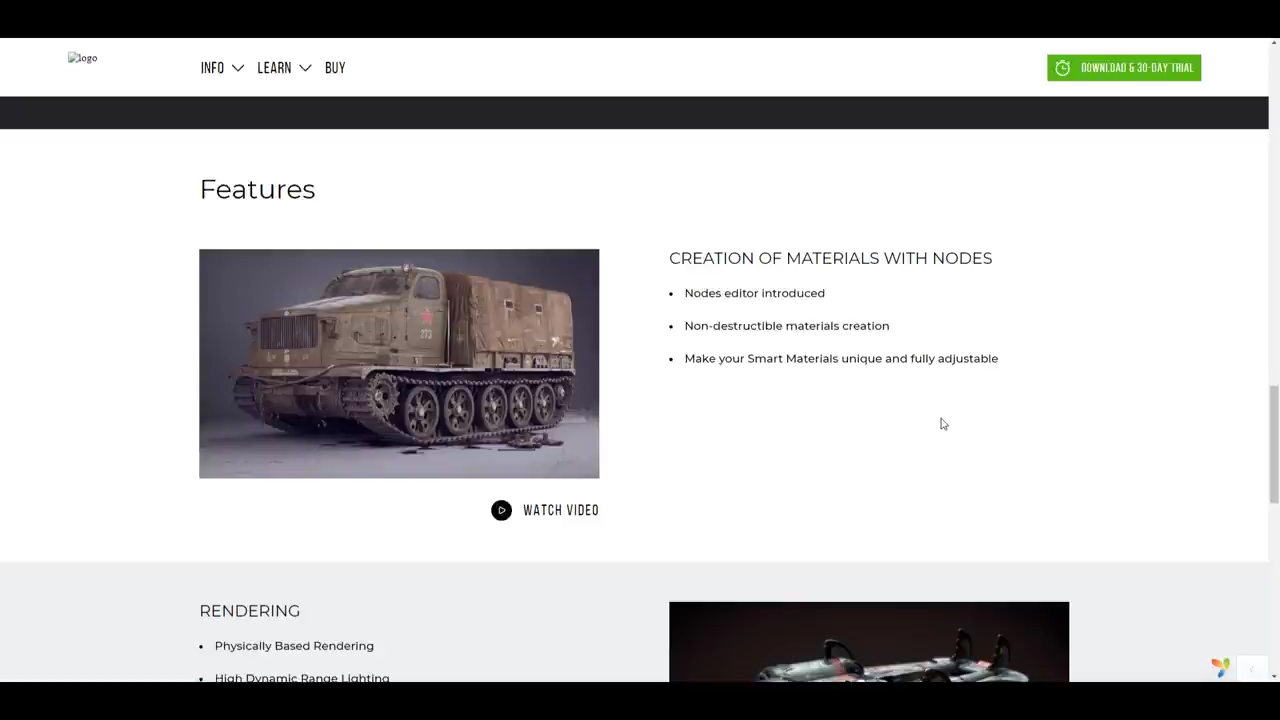 logo
INFO LEARN BUY
DOWNLOAD & 30-DAY TRIAL
Features
273
CREATION OF MATERIALS WITH NODES
• Nodes editor introduced
• Non-destructible materials creation
• Make your Smart Materials unique and fully adjustable
WATCH VIDEO
RENDERING
• Physically Based Rendering
• High Dynamic Range Lighting